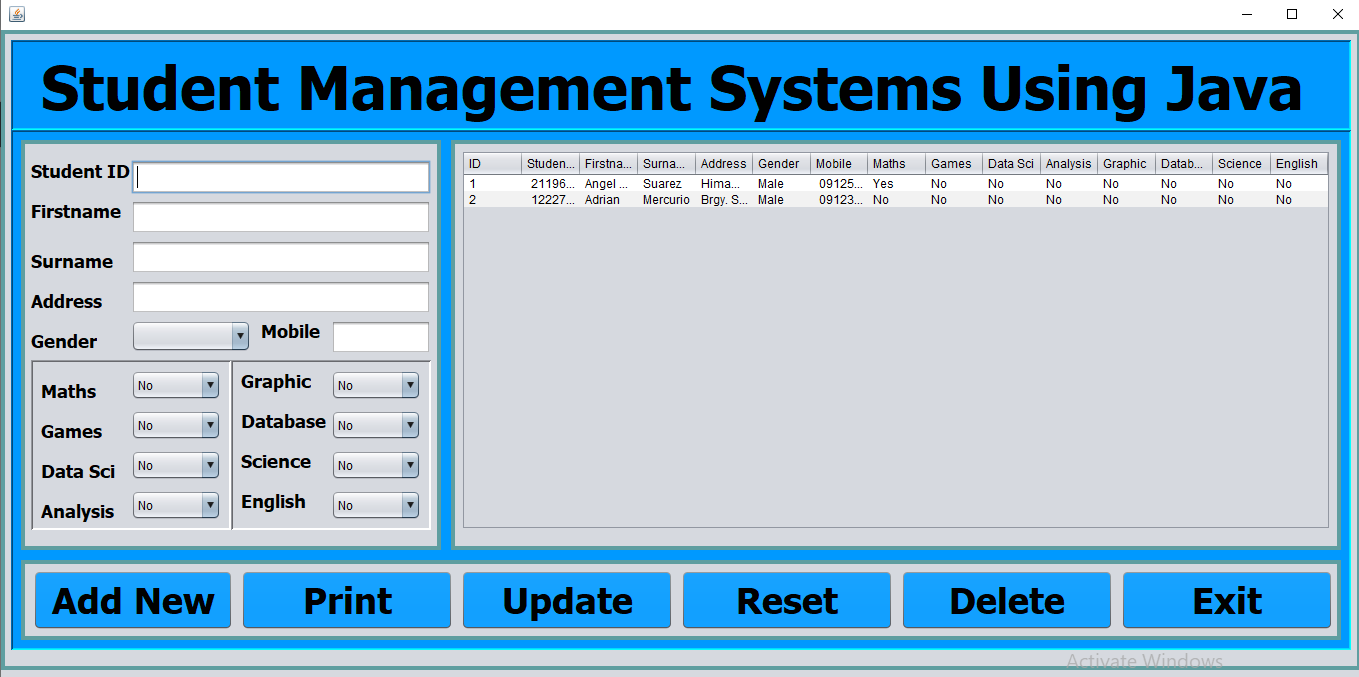 Student Management Systems Using Java
Student ID
Firstname
Surname
Address
Gender Mobile
Maths No
Games No
Data Sci No
Analysis No
Graphic No
Database No
Science No
English No
ID Studen... Firstna... Surna... Address Gender Mobile Maths Games Data Sci Analysis Graphic Datab... Science English
1 21196... Angel ... Suarez Hima... Male 09125... Yes No No No No No No No
2 12227... Adrian Mercurio Brgy. S... Male 09123... No No No No No No No No
Add New Print Update Reset Delete Exit
Activate Windows